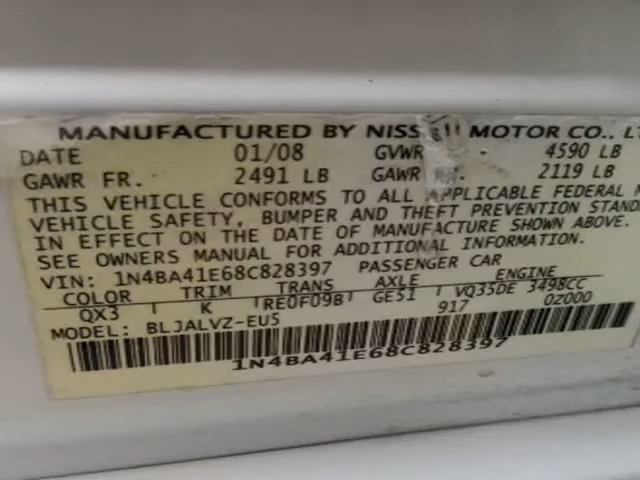 MANUFACTURED BY NISSAN MOTOR CO., LT
DATE 01/08 GVWR 4590 LB
GAWR FR. 2491 LB GAWR 2119 LB
THIS VEHICLE CONFORMS TO ALL APPLICABLE FEDERAL M
VEHICLE SAFETY, BUMPER AND THEFT PREVENTION STAND
IN EFFECT ON THE DATE OF MANUFACTURE SHOWN ABOVE.
SEE OWNERS MANUAL FOR ADDITIONAL INFORMATION.
VIN: 1N4BA41E68C828397 PASSENGER CAR
COLOR TRIM TRANS AXLE ENGINE
QX3 K RE0F09B GE51 VQ35DE 3498CC
917 0Z000
MODEL: BLJALVZ-EU5
1N4BA41E68C828397